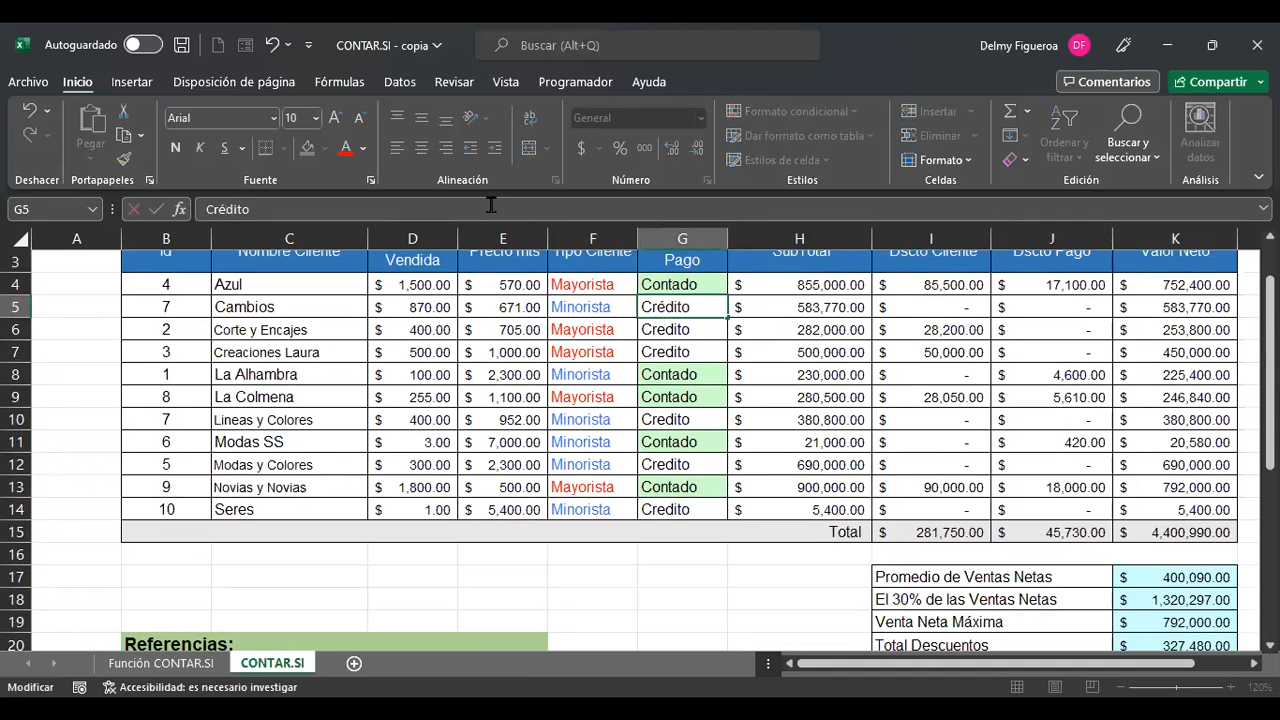 Autoguardado CONTAR.SI - copia Buscar (Alt+Q) Delmy Figueroa DF
Archivo Inicio Insertar Disposición de página Fórmulas Datos Revisar Vista Programador Ayuda Comentarios Compartir
Pegar Arial 10 General Formato condicional Insertar Σ
N K S $ % 000 Dar formato como tabla Eliminar Ordenar y filtrar Buscar y seleccionar Analizar datos
Estilos de celda Formato
Deshacer Portapapeles Fuente Alineación Número Estilos Celdas Edición Análisis
G5 fx Crédito
A B C D E F G H I J K
3 Id Nombre Cliente Vendida Precio mts Tipo Cliente Pago SubTotal Dscto Cliente Dscto Pago Valor Neto
4 4 Azul $ 1,500.00 $ 570.00 Mayorista Contado $ 855,000.00 $ 85,500.00 $ 17,100.00 $ 752,400.00
5 7 Cambios $ 870.00 $ 671.00 Minorista Crédito $ 583,770.00 $ - $ - $ 583,770.00
6 2 Corte y Encajes $ 400.00 $ 705.00 Mayorista Credito $ 282,000.00 $ 28,200.00 $ - $ 253,800.00
7 3 Creaciones Laura $ 500.00 $ 1,000.00 Mayorista Credito $ 500,000.00 $ 50,000.00 $ - $ 450,000.00
8 1 La Alhambra $ 100.00 $ 2,300.00 Minorista Contado $ 230,000.00 $ - $ 4,600.00 $ 225,400.00
9 8 La Colmena $ 255.00 $ 1,100.00 Mayorista Contado $ 280,500.00 $ 28,050.00 $ 5,610.00 $ 246,840.00
10 7 Lineas y Colores $ 400.00 $ 952.00 Minorista Credito $ 380,800.00 $ - $ - $ 380,800.00
11 6 Modas SS $ 3.00 $ 7,000.00 Minorista Contado $ 21,000.00 $ - $ 420.00 $ 20,580.00
12 5 Modas y Colores $ 300.00 $ 2,300.00 Minorista Credito $ 690,000.00 $ - $ - $ 690,000.00
13 9 Novias y Novias $ 1,800.00 $ 500.00 Mayorista Contado $ 900,000.00 $ 90,000.00 $ 18,000.00 $ 792,000.00
14 10 Seres $ 1.00 $ 5,400.00 Minorista Credito $ 5,400.00 $ - $ - $ 5,400.00
15 Total $ 281,750.00 $ 45,730.00 $ 4,400,990.00
16
17 Promedio de Ventas Netas $ 400,090.00
18 El 30% de las Ventas Netas $ 1,320,297.00
19 Venta Neta Máxima $ 792,000.00
20 Referencias: Total Descuentos $ 327,480.00
Función CONTAR.SI CONTAR.SI
Modificar Accesibilidad: es necesario investigar 120%